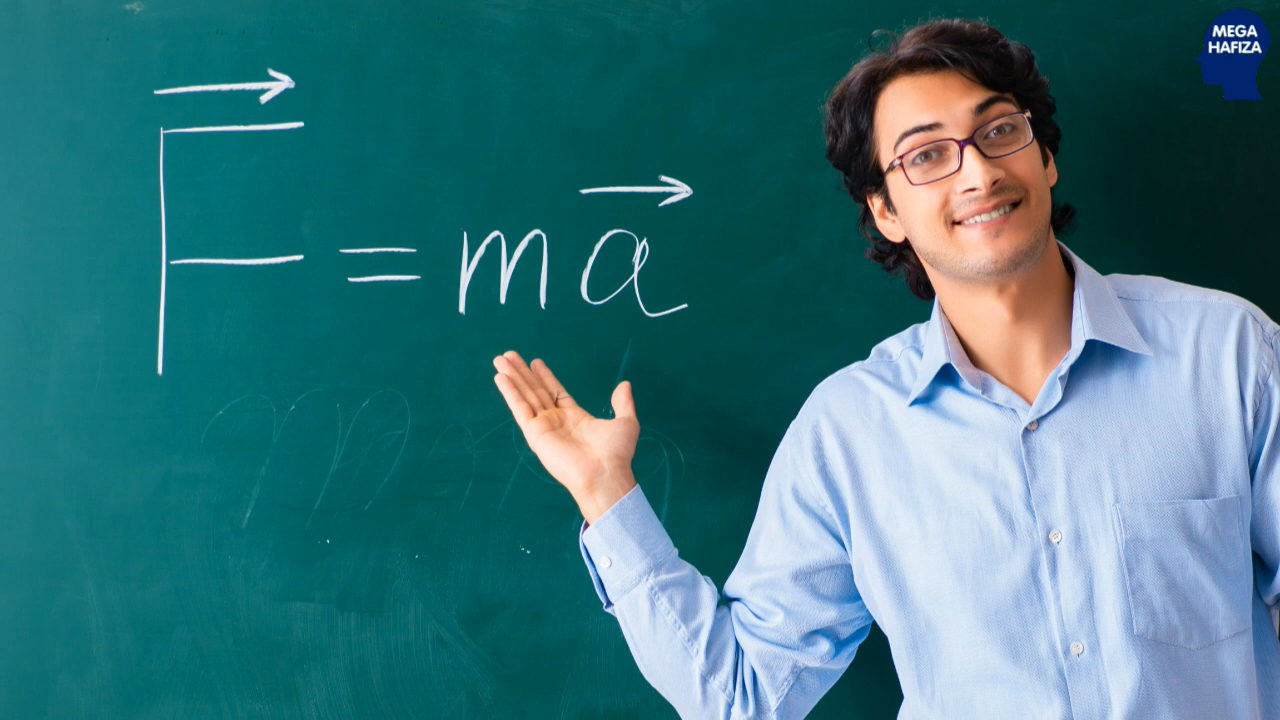 F⃗ = ma⃗
MEGA
HAFIZA